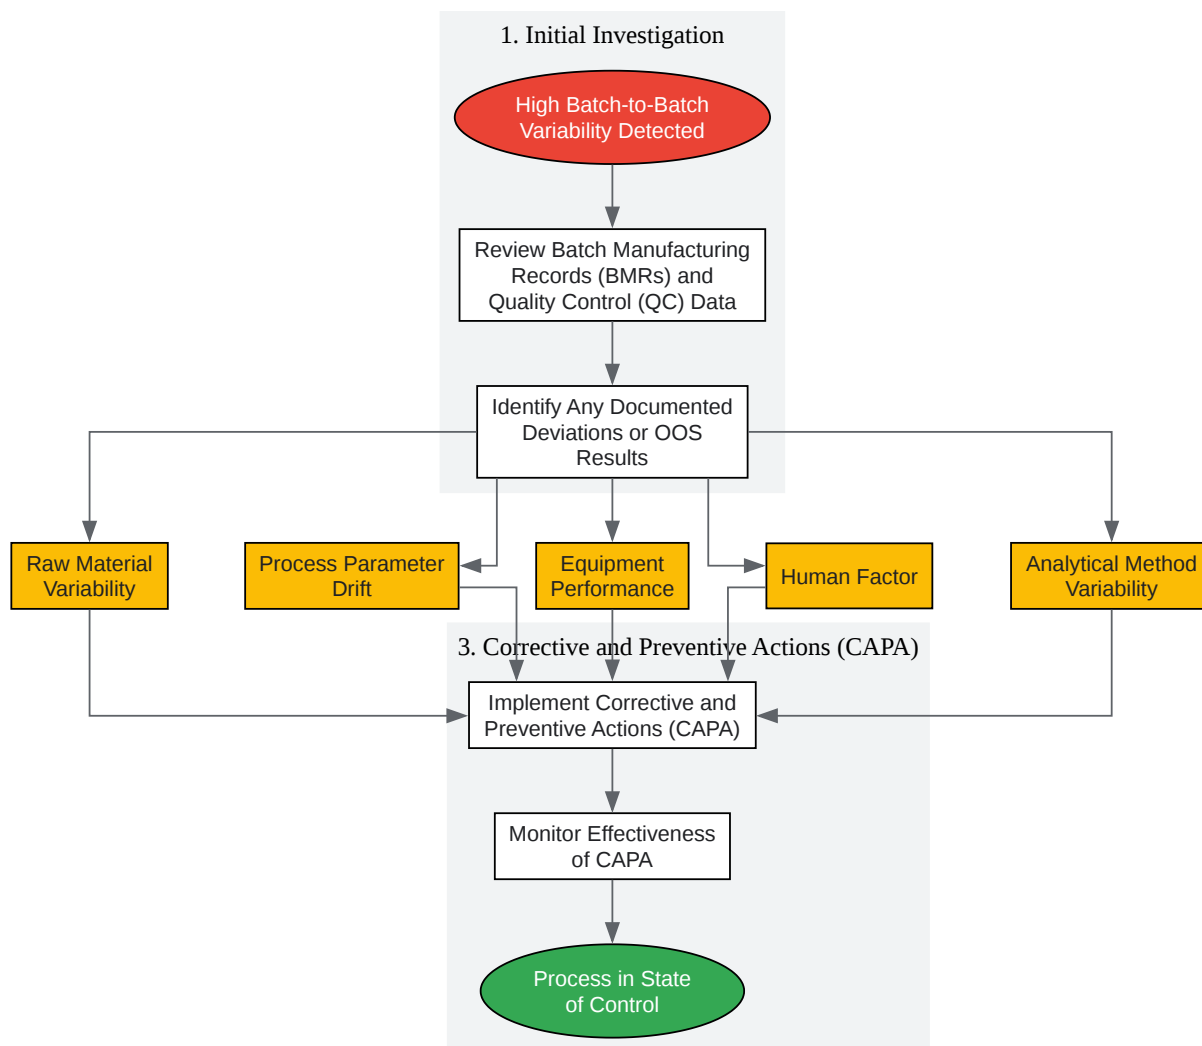 1. Initial Investigation
High Batch-to-Batch
Variability Detected
Review Batch Manufacturing
Records (BMRs) and
Quality Control (QC) Data
Identify Any Documented
Deviations or OOS
Results
Raw Material
Variability
Process Parameter
Drift
Equipment
Performance
Human Factor
Analytical Method
Variability
3. Corrective and Preventive Actions (CAPA)
Implement Corrective and
Preventive Actions (CAPA)
Monitor Effectiveness
of CAPA
Process in State
of Control